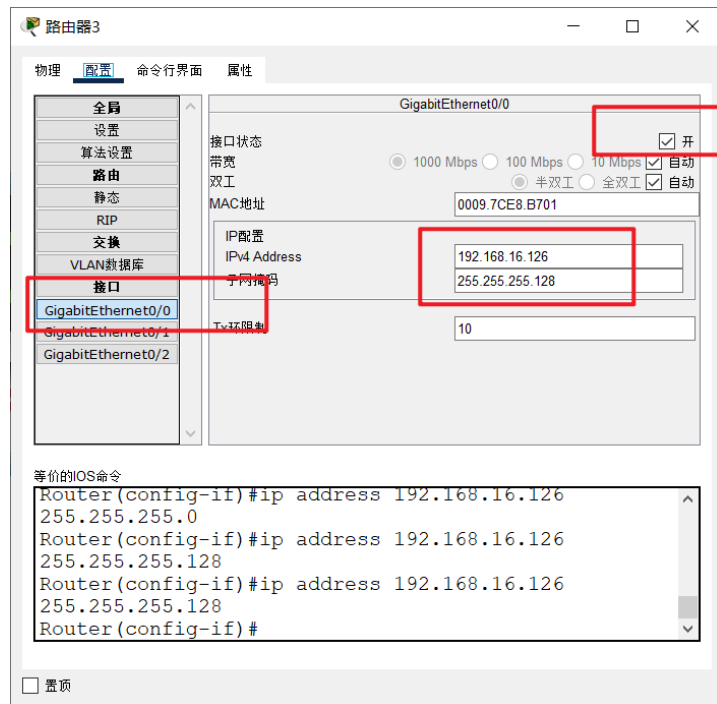 路由器3
物理 配置 命令行界面 属性
全局
设置
算法设置
路由
静态
RIP
交换
VLAN数据库
接口
GigabitEthernet0/0
GigabitEthernet0/1
GigabitEthernet0/2
GigabitEthernet0/0
接口状态 开
带宽 1000 Mbps 100 Mbps 10 Mbps 自动
双工 半双工 全双工 自动
MAC地址 0009.7CE8.B701
IP配置
IPv4 Address 192.168.16.126
子网掩码 255.255.255.128
Tx环限制 10
等价的IOS命令
Router(config-if)#ip address 192.168.16.126
255.255.255.0
Router(config-if)#ip address 192.168.16.126
255.255.255.128
Router(config-if)#ip address 192.168.16.126
255.255.255.128
Router(config-if)#
置顶